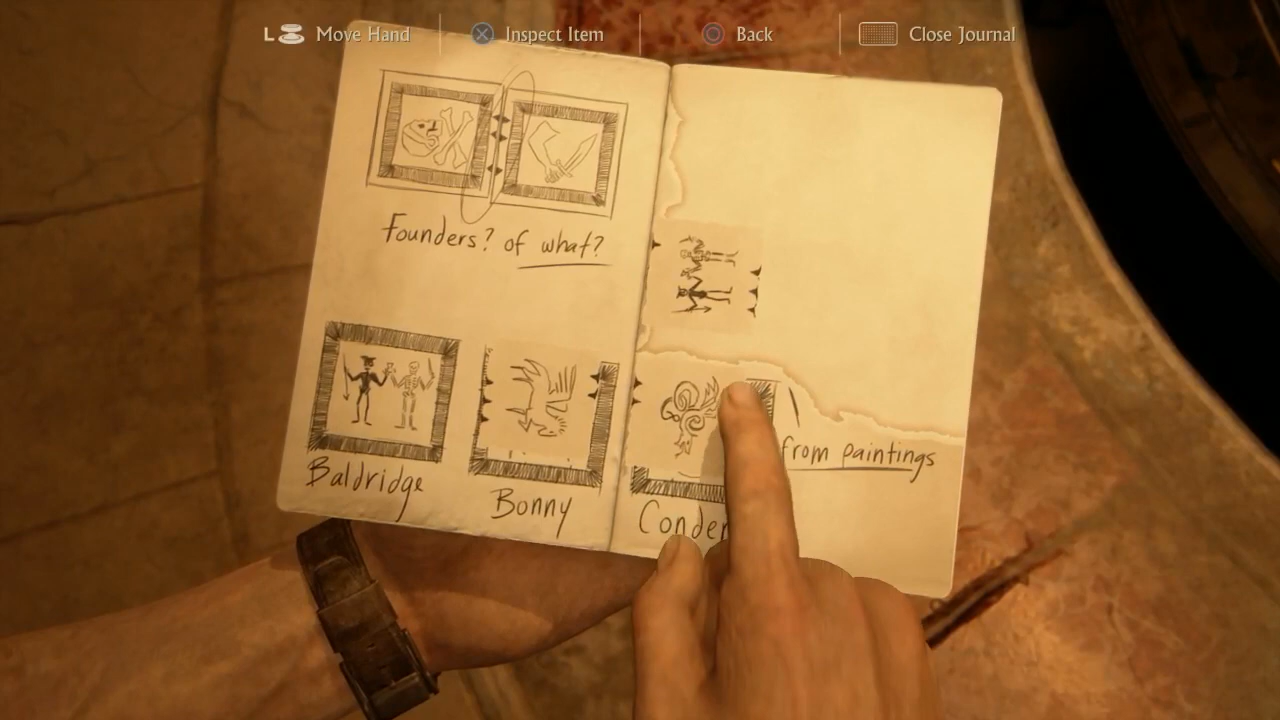 L Move Hand
Inspect Item
Back
Close Journal
Founders? of what?
Baldridge
Bonny
from paintings